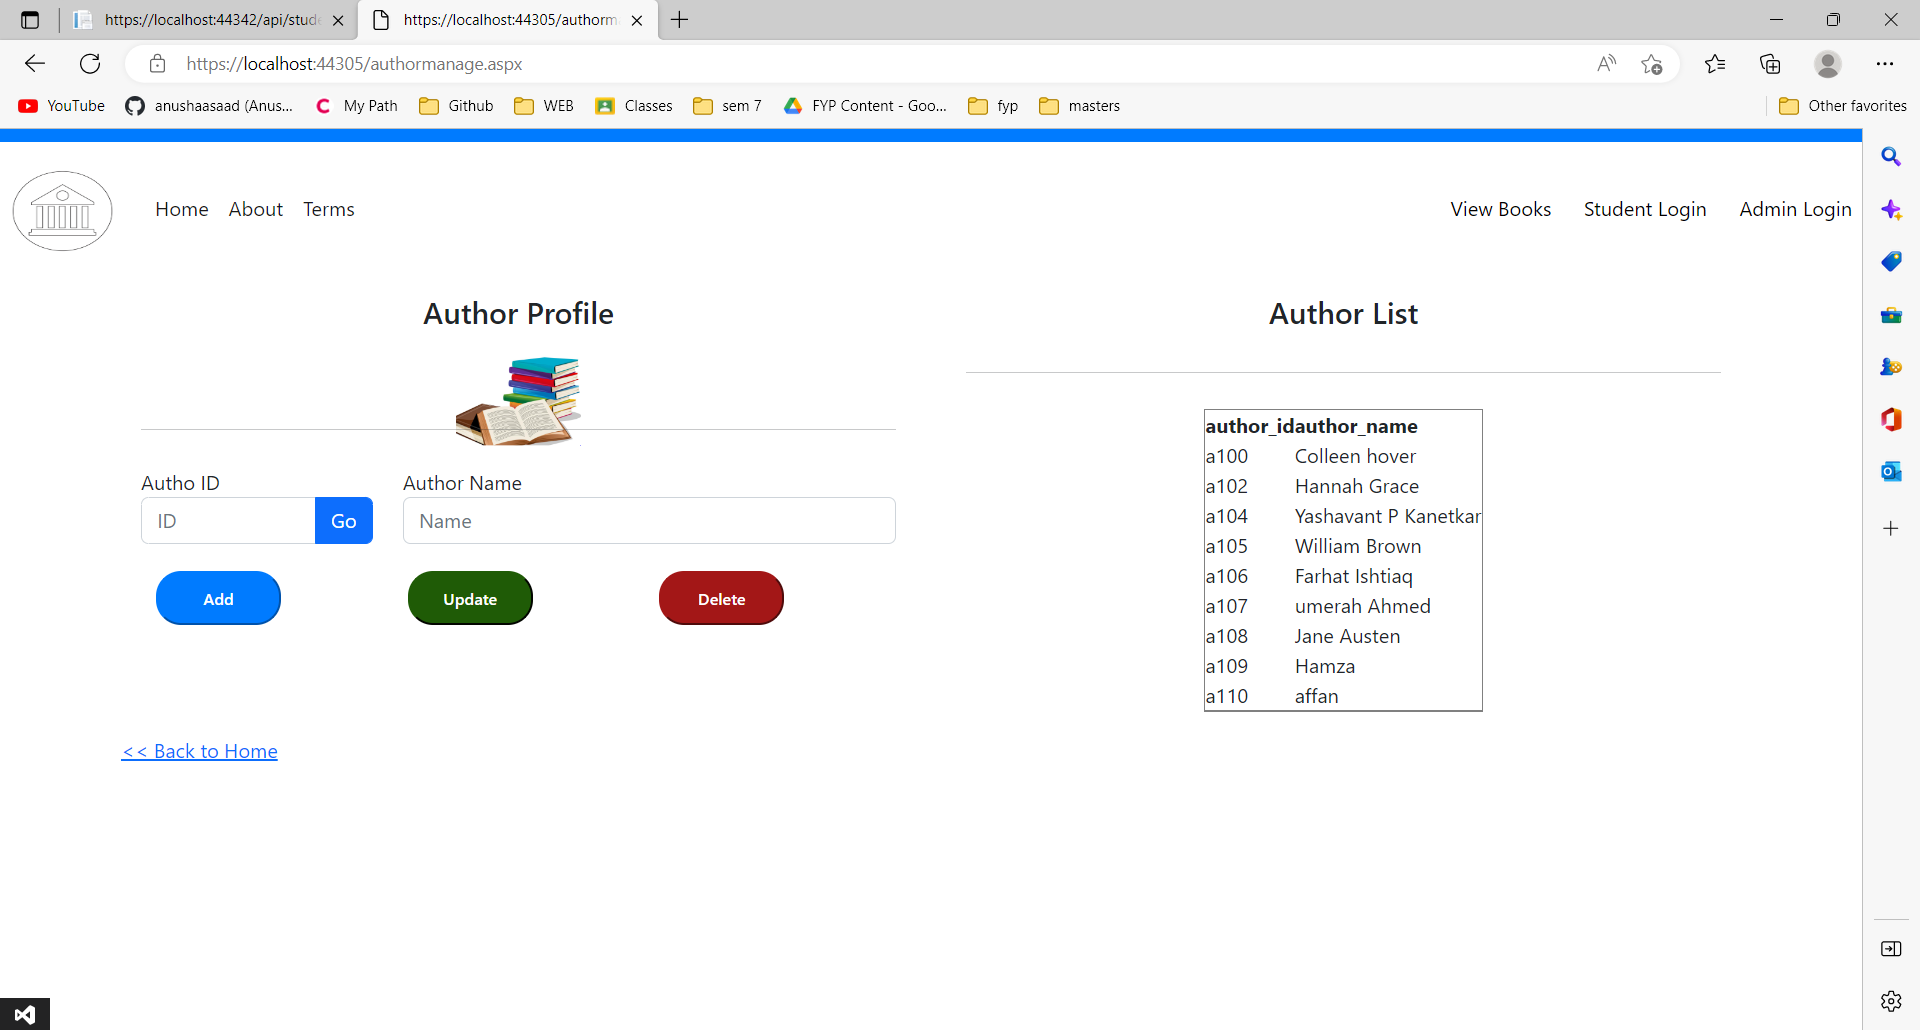 https://localhost:44342/api/stude
https://localhost:44305/authorm
https://localhost:44305/authormanage.aspx
YouTube
anushaasaad (Anus...
My Path
Github
WEB
Classes
sem 7
FYP Content - Goo...
fyp
masters
Other favorites
Home About Terms
View Books Student Login Admin Login
Author Profile
Author List
Autho ID
Author Name
ID
Go
Name
Add
Update
Delete
author_idauthor_name
a100 Colleen hover
a102 Hannah Grace
a104 Yashavant P Kanetkar
a105 William Brown
a106 Farhat Ishtiaq
a107 umerah Ahmed
a108 Jane Austen
a109 Hamza
a110 affan
<< Back to Home